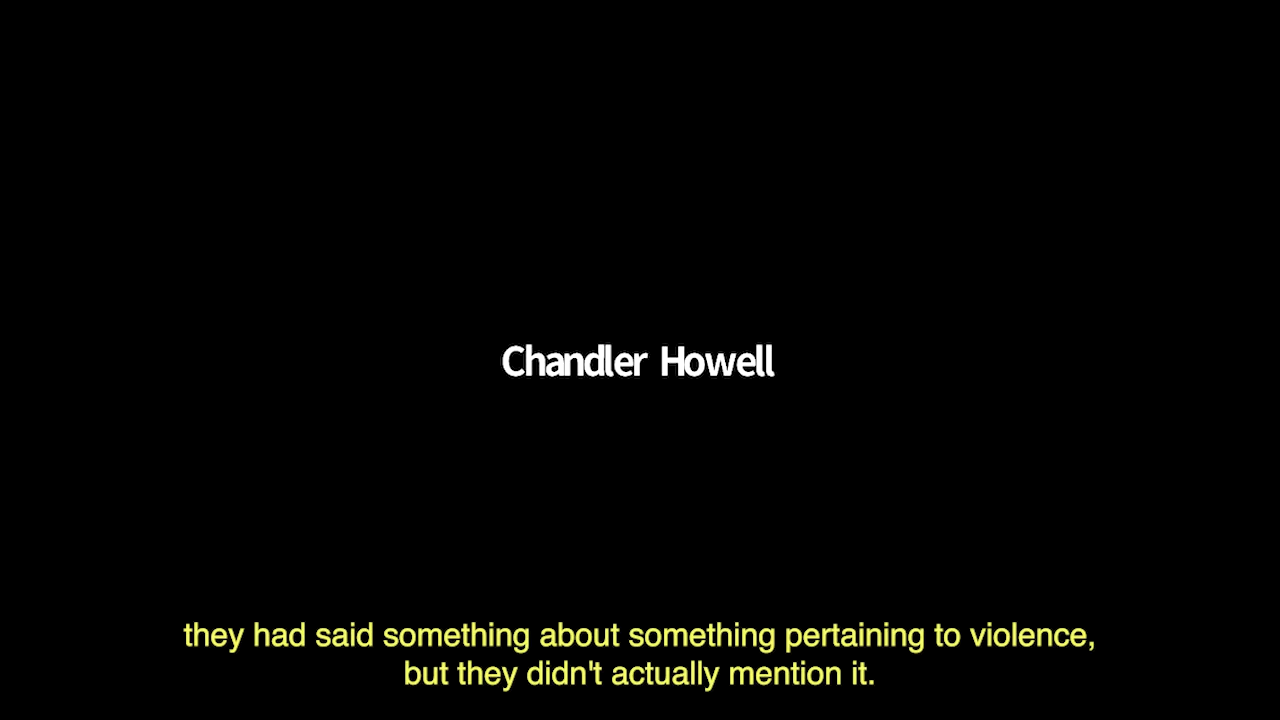 Chandler Howell
they had said something about something pertaining to violence,
but they didn't actually mention it.